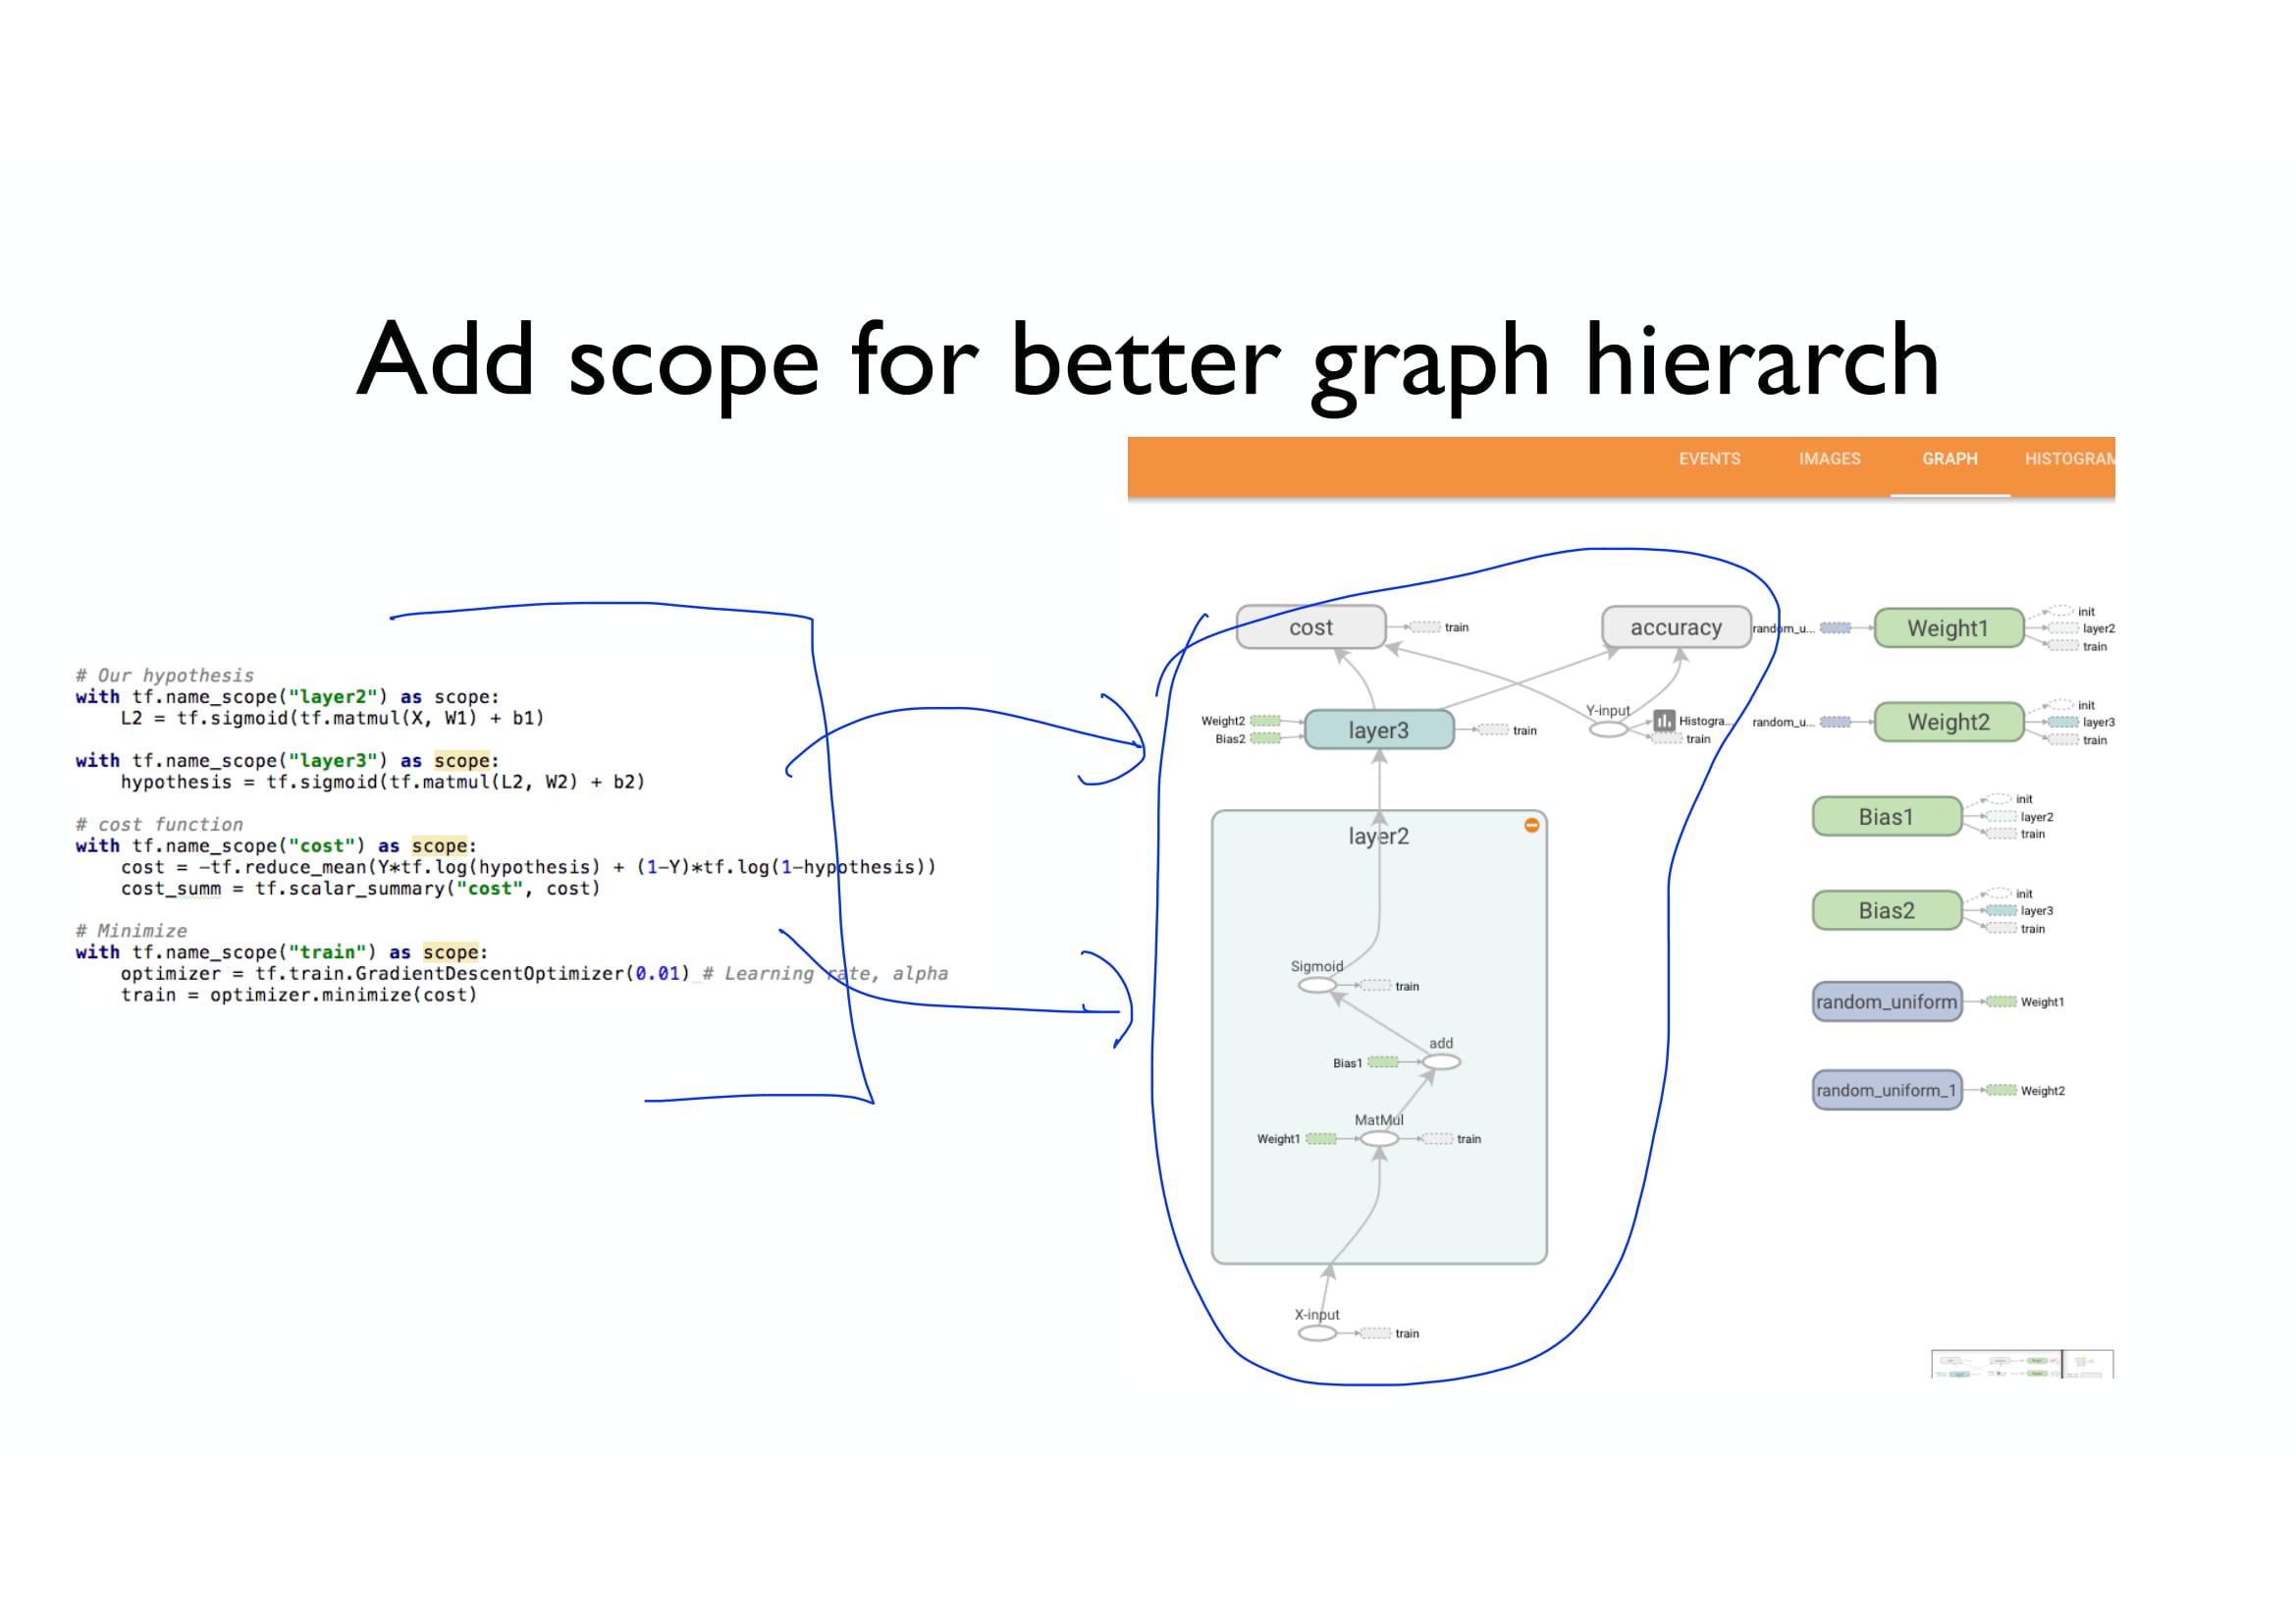 Add scope for better graph hierarch
# Our hypothesis
with tf.name_scope("layer2") as scope:
    L2 = tf.sigmoid(tf.matmul(X, W1) + b1)
with tf.name_scope("layer3") as scope:
    hypothesis = tf.sigmoid(tf.matmul(L2, W2) + b2)
# cost function
with tf.name_scope("cost") as scope:
    cost = -tf.reduce_mean(Y*tf.log(hypothesis) + (1-Y)*tf.log(1-hypothesis))
    cost_summ = tf.scalar_summary("cost", cost)
# Minimize
with tf.name_scope("train") as scope:
    optimizer = tf.train.GradientDescentOptimizer(0.01) # Learning rate, alpha
    train = optimizer.minimize(cost)
EVENTS IMAGES GRAPH HISTOGRAM
cost train
accuracy
Weight2
Bias2
layer3 train
Y-input
Histogra...
train
layer2
Sigmoid
train
add
Bias1
MatMul
Weight1 train
X-input
train
random_u... Weight1
init
layer2
train
random_u... Weight2
init
layer3
train
Bias1
init
layer2
train
Bias2
init
layer3
train
random_uniform Weight1
random_uniform_1 Weight2